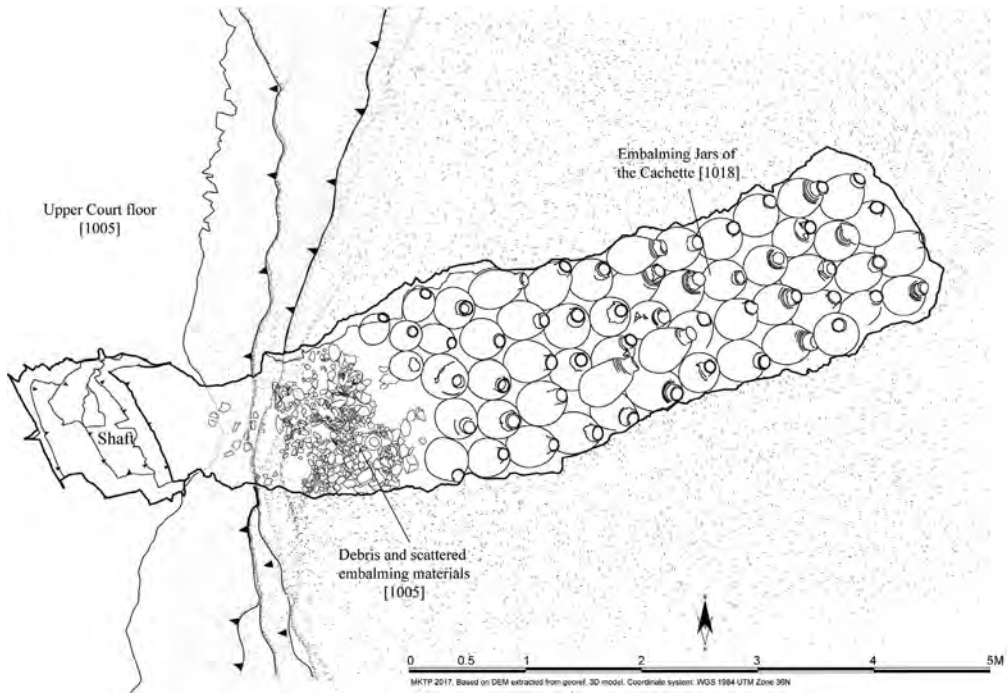 Embalming Jars of
the Cachette [1018]
Upper Court floor
[1005]
Shaft
Debris and scattered
embalming materials
[1005]
0 0.5 1 2 3 4 5M
MKTP 2017, Based on DEM extracted from georef. 3D model. Coordinate system: WGS 1984 UTM Zone 36N